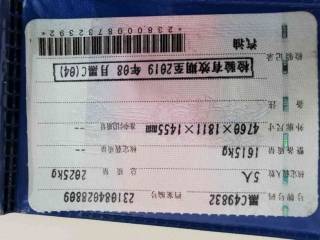 号牌号码 黑C49832 档案编号 231084028809
核定载人数 5人 总质量 2025kg
整备质量 1615kg 核定载质量 --
外廓尺寸 4760×1811×1455mm 准牵引总质量 --
备注
检验记录 检验有效期至2019年08月黑C(04)
汽油
*2360008732392*